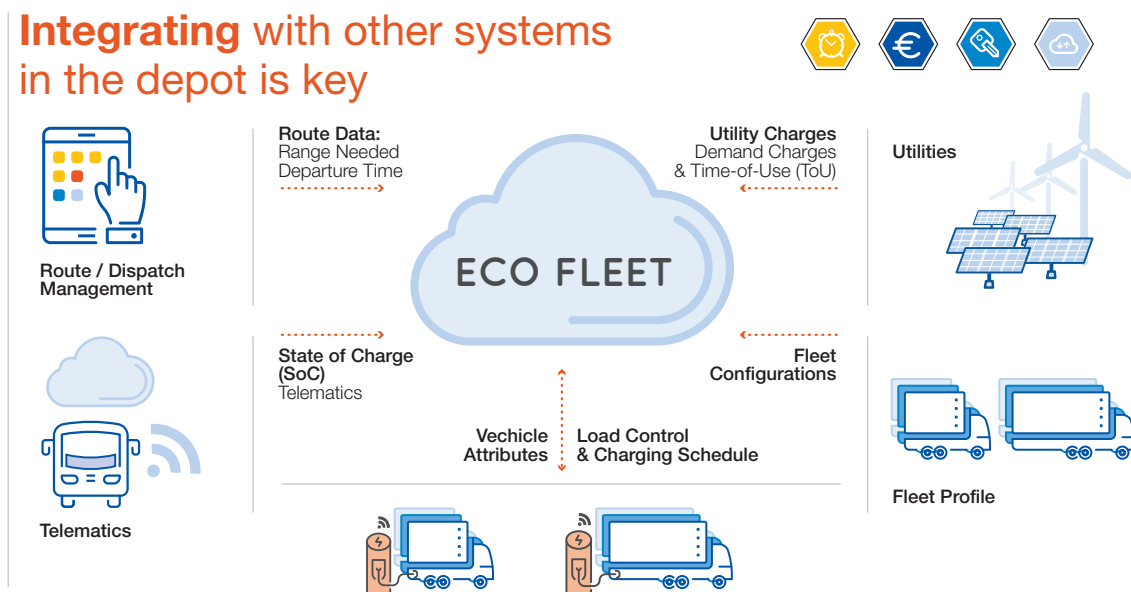 Integrating with other systems
in the depot is key
Route Data:
Range Needed
Departure Time
Utility Charges
Demand Charges
& Time-of-Use (ToU)
Utilities
Route / Dispatch
Management
ECO FLEET
State of Charge
(SoC)
Telematics
Fleet
Configurations
Vechicle
Attributes
Load Control
& Charging Schedule
Telematics
Fleet Profile